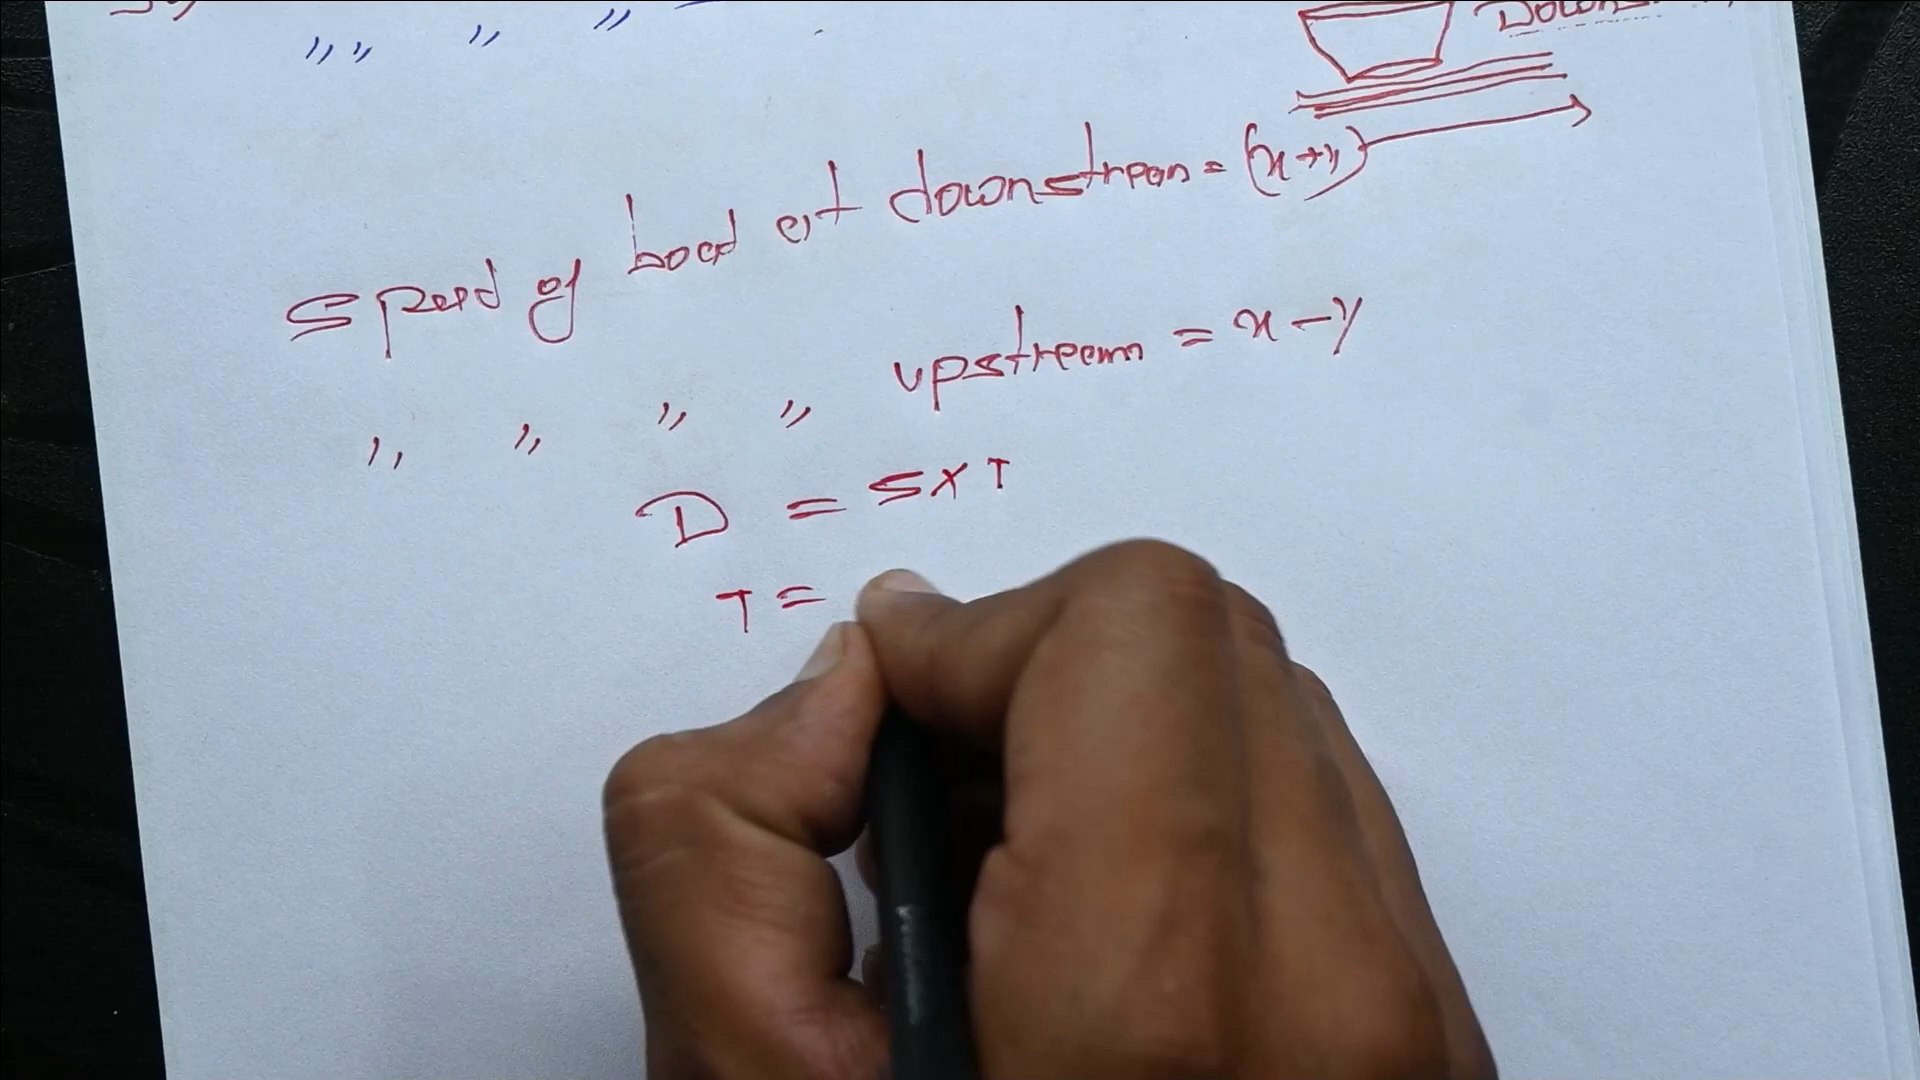 〃 〃 〃
Speed of boat at downstream = (x+y)
〃 〃 〃 〃 upstream = x-y
D = S×T
T =